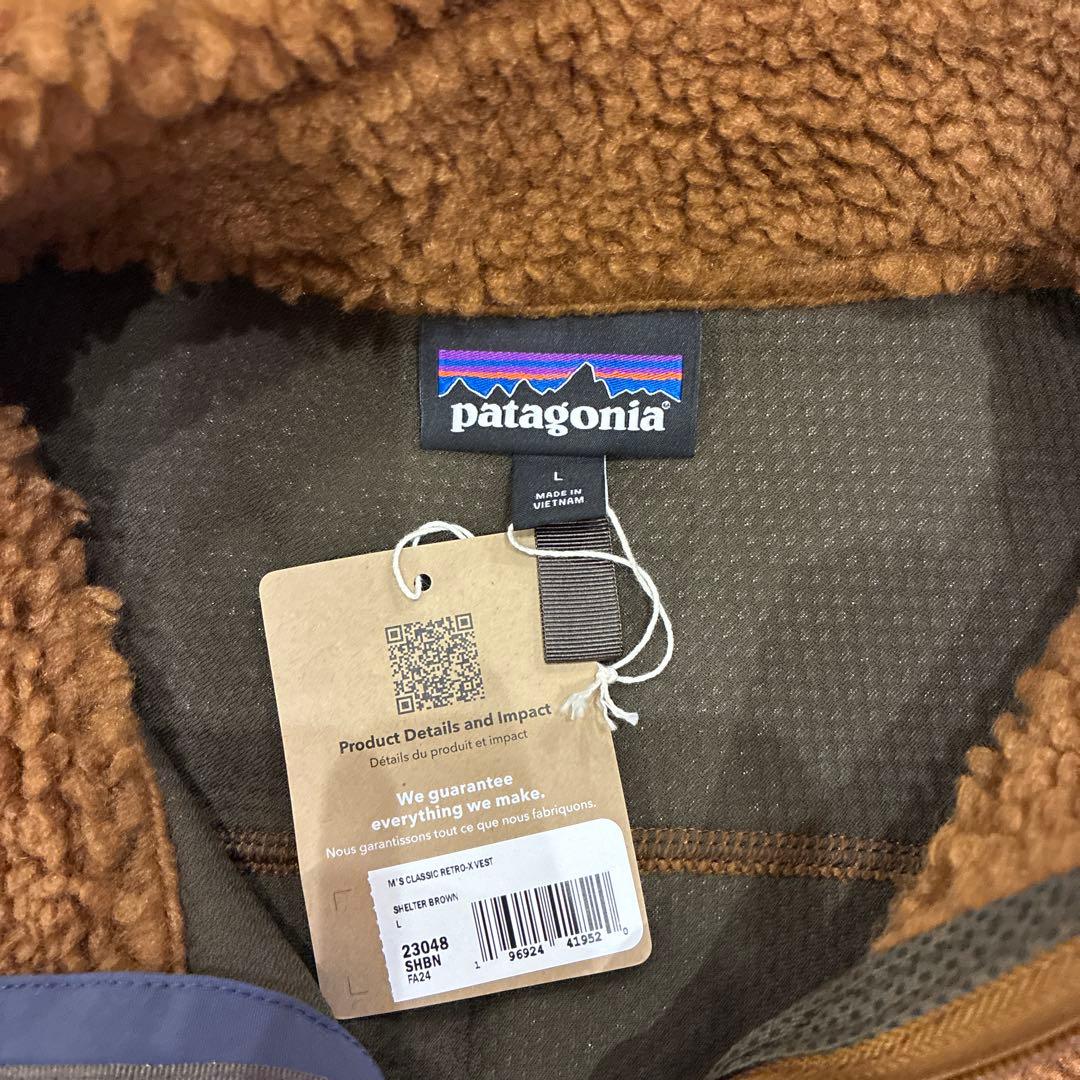 patagonia®
L
MADE IN
VIETNAM
Product Details and Impact
Détails du produit et impact
We guarantee
everything we make.
Nous garantissons tout ce que nous fabriquons.
M'S CLASSIC RETRO-X VEST
SHELTER BROWN
L
23048
SHBN
FA24
1 96924 41952 0